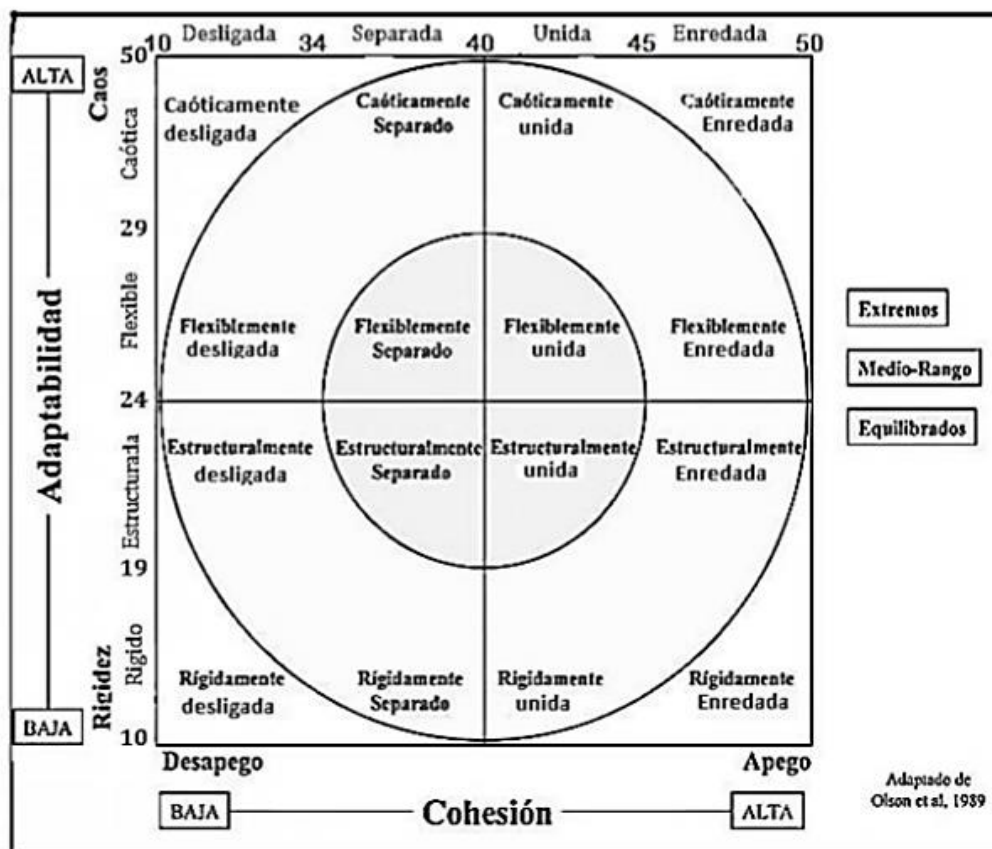 Desligada Separada Unida Enredada
10 34 40 45 50
50
ALTA
Caos
Caótica
29
Flexible
24
Adaptabilidad
Estructurada
19
Rígido
Rigidez
BAJA
10
Caóticamente
desligada
Caóticamente
Separado
Caóticamente
unida
Caóticamente
Enredada
Flexiblemente
desligada
Flexiblemente
Separado
Flexiblemente
unida
Flexiblemente
Enredada
Estructuralmente
desligada
Estructuralmente
Separado
Estructuralmente
unida
Estructuralmente
Enredada
Rígidamente
desligada
Rígidamente
Separado
Rígidamente
unida
Rígidamente
Enredada
Extremos
Medio-Rango
Equilibrados
Desapego Apego
BAJA Cohesión ALTA
Adaptado de
Olson et al, 1989